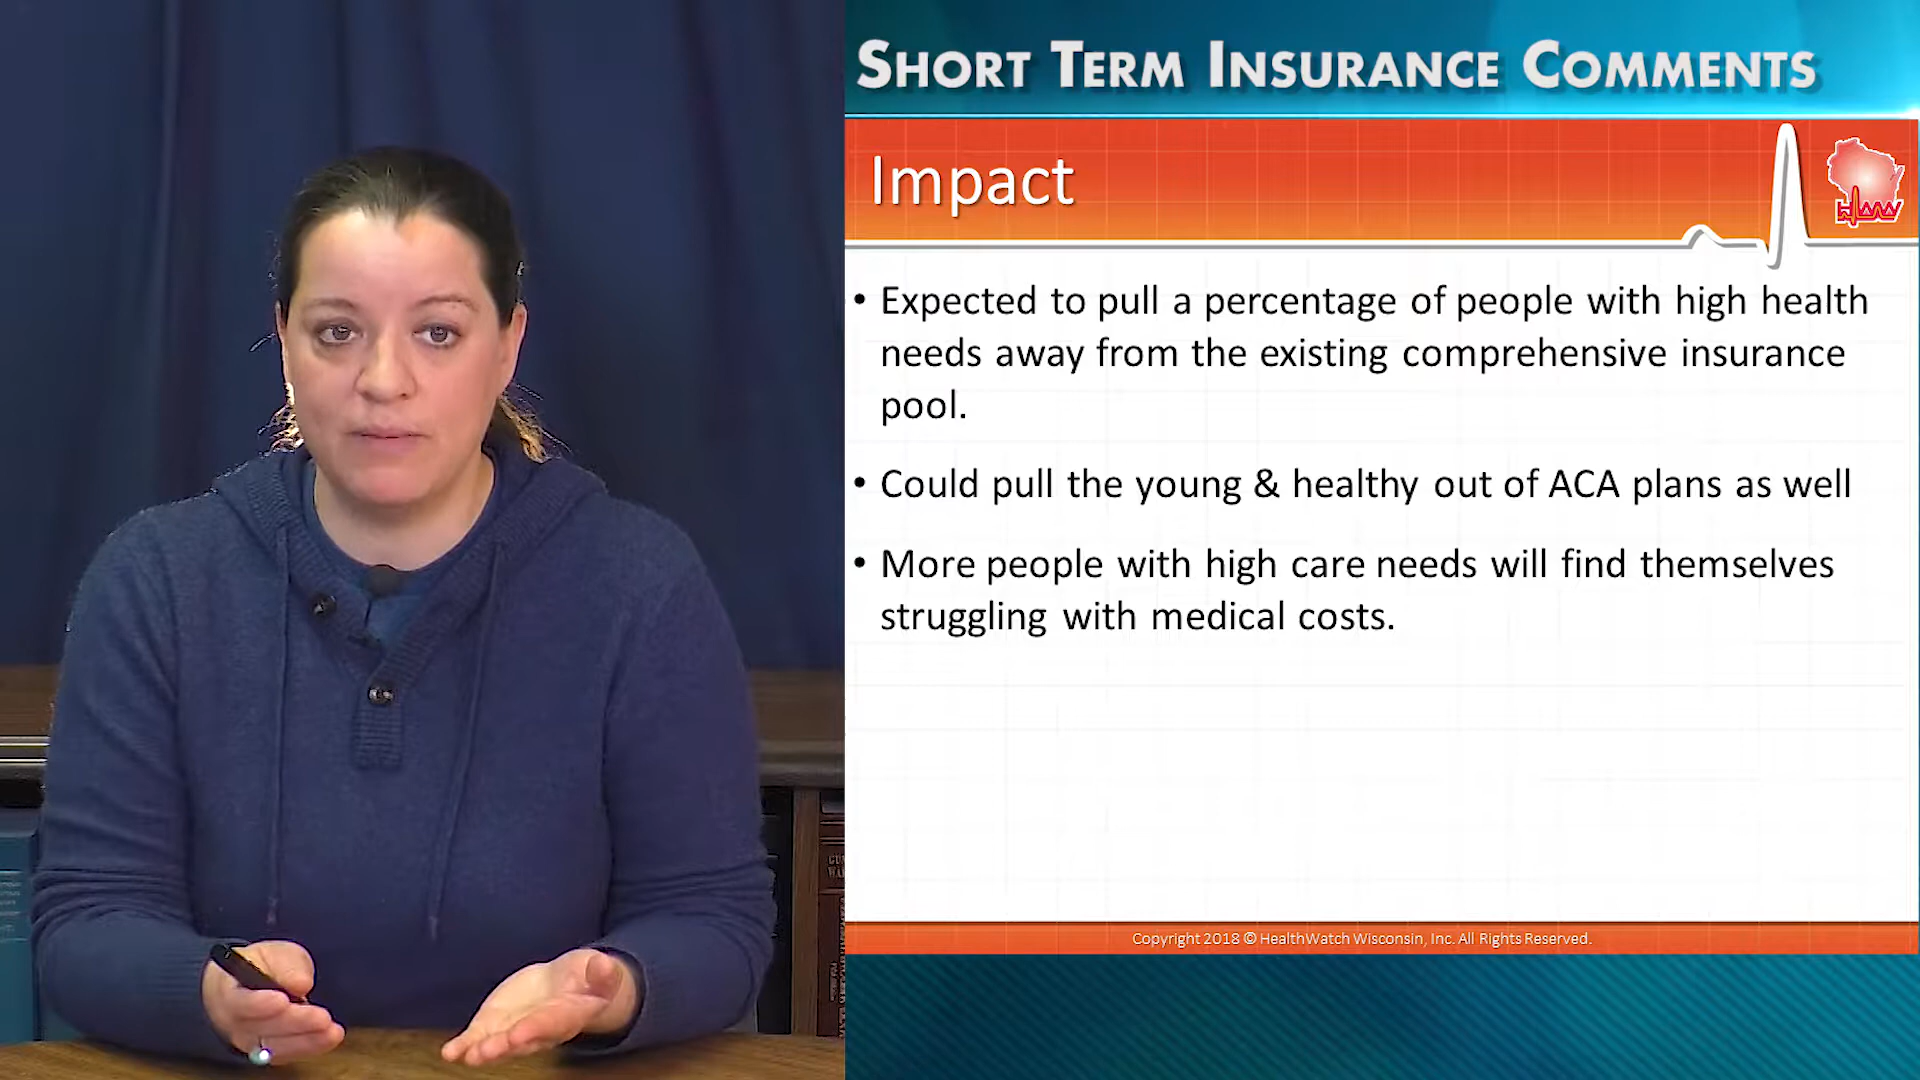 SHORT TERM INSURANCE COMMENTS
Impact
• Expected to pull a percentage of people with high health
needs away from the existing comprehensive insurance
pool.
• Could pull the young & healthy out of ACA plans as well
• More people with high care needs will find themselves
struggling with medical costs.
Copyright 2018 © HealthWatch Wisconsin, Inc. All Rights Reserved.